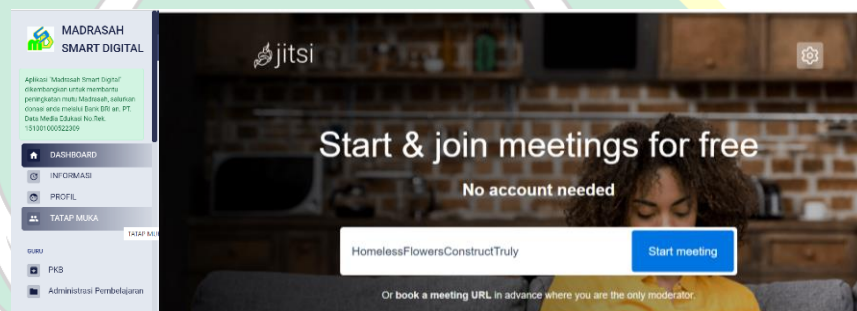 MADRASAH
SMART DIGITAL
Aplikasi "Madrasah Smart Digital"
dikembangkan untuk membantu
peningkatan mutu Madrasah, salurkan
donasi anda melalui Bank BRI an. PT.
Data Media Edukasi No Rek.
151001000522309
DASHBOARD
INFORMASI
PROFIL
TATAP MUKA
TATAP MU
GURU
PKB
Administrasi Pembelajaran
jitsi
Start & join meetings for free
No account needed
HomelessFlowersConstructTruly
Start meeting
Or book a meeting URL in advance where you are the only moderator.